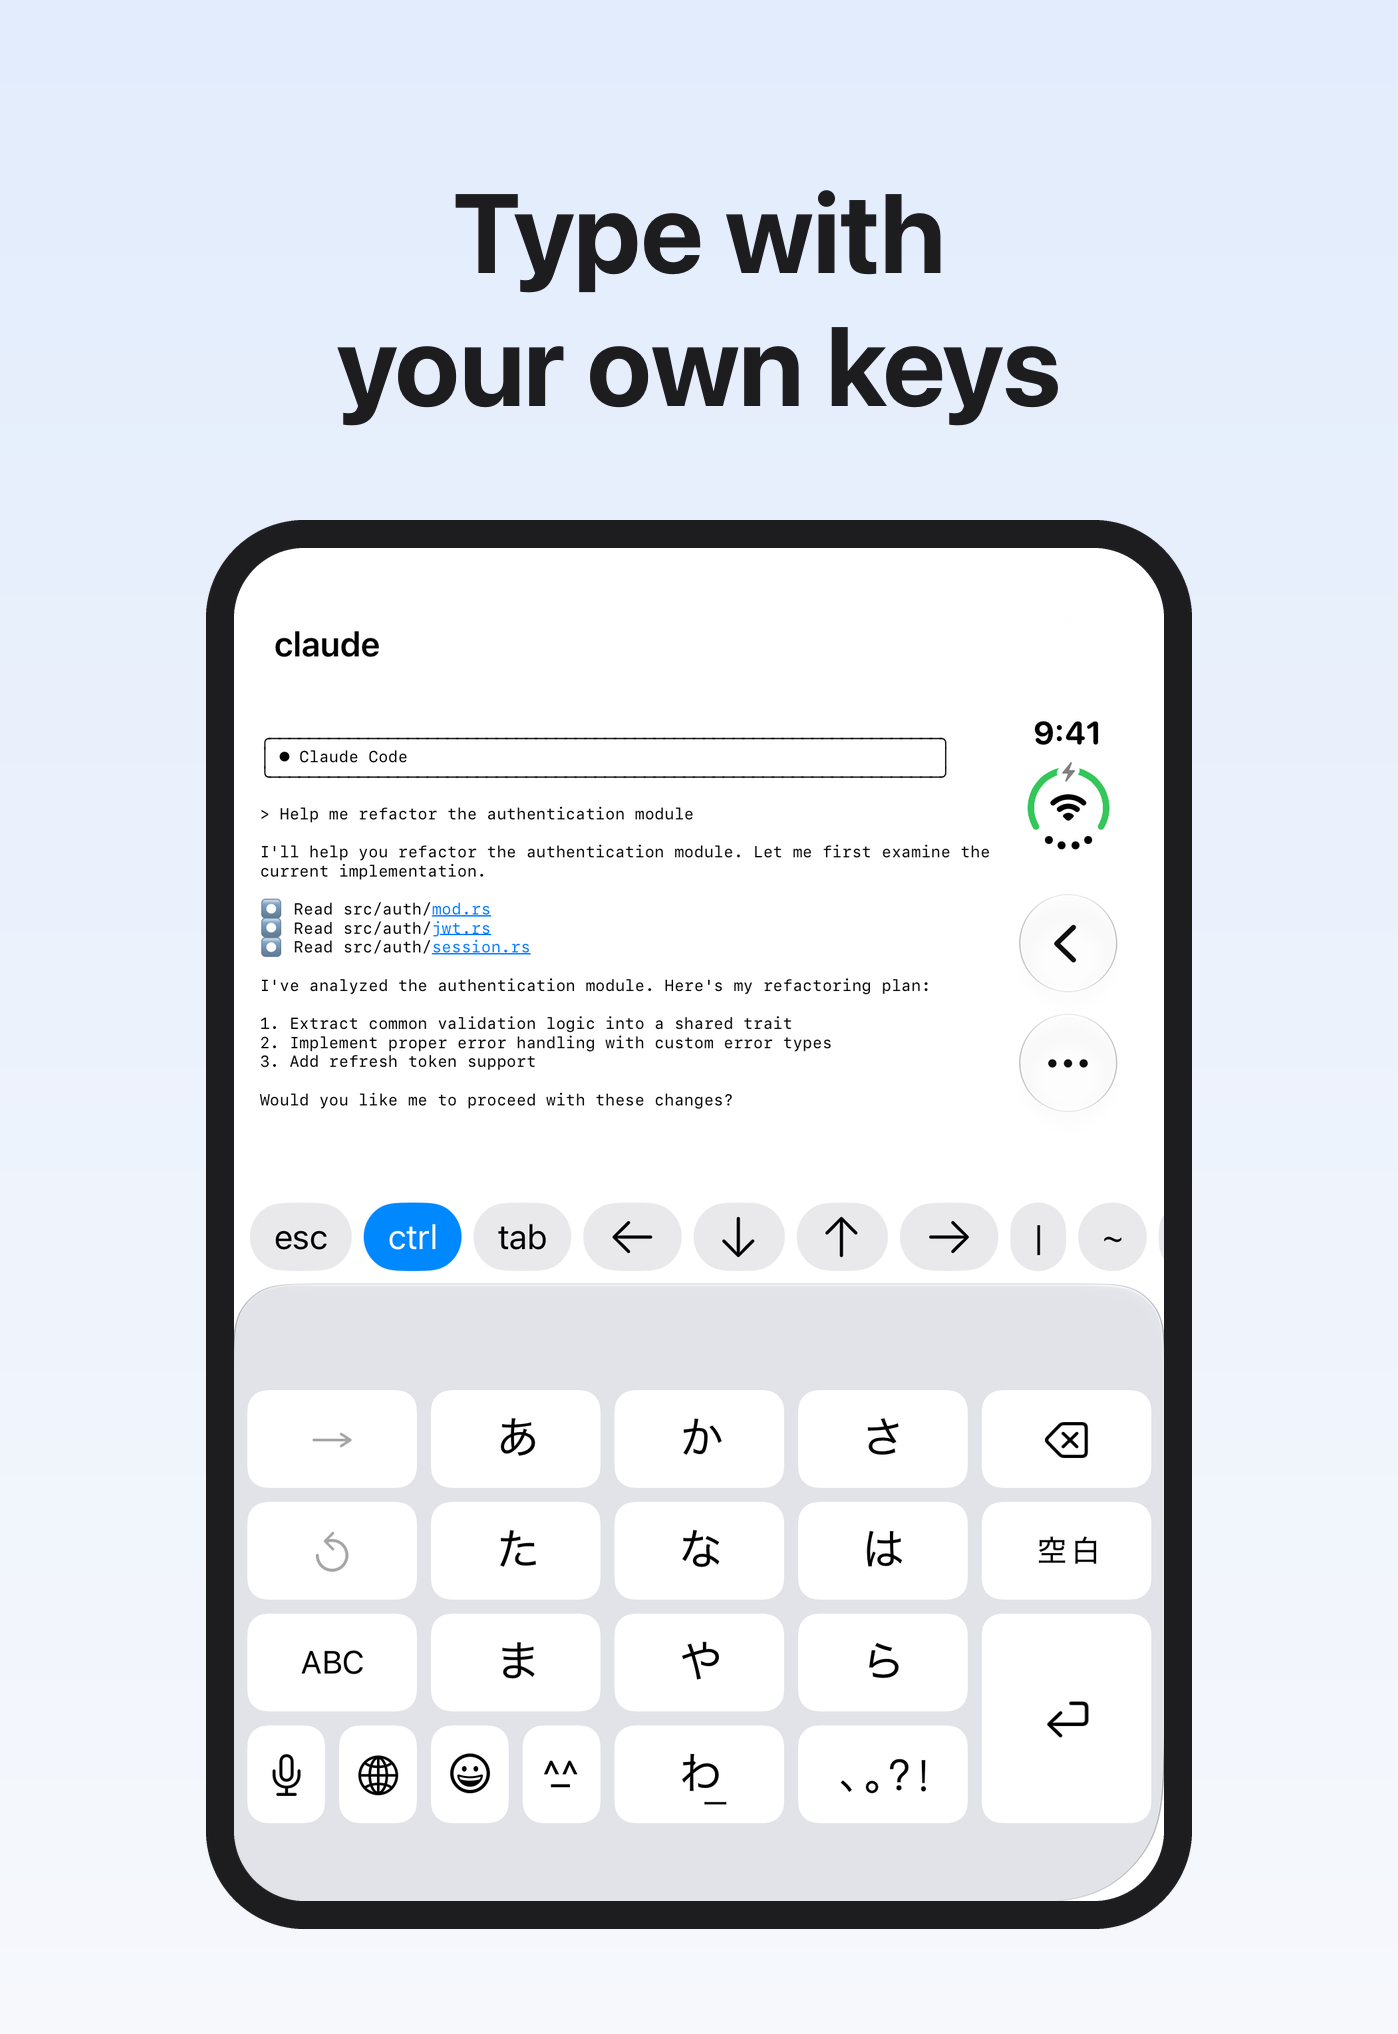 Type with
your own keys
claude
9:41
● Claude Code
> Help me refactor the authentication module
I'll help you refactor the authentication module. Let me first examine the
current implementation.
⏺ Read src/auth/mod.rs
⏺ Read src/auth/jwt.rs
⏺ Read src/auth/session.rs
I've analyzed the authentication module. Here's my refactoring plan:
1. Extract common validation logic into a shared trait
2. Implement proper error handling with custom error types
3. Add refresh token support
Would you like me to proceed with these changes?
esc ctrl tab ← ↓ ↑ → | ~
→ あ か さ
た な は 空白
ABC ま や ら
^_^ わ_ 、。?!